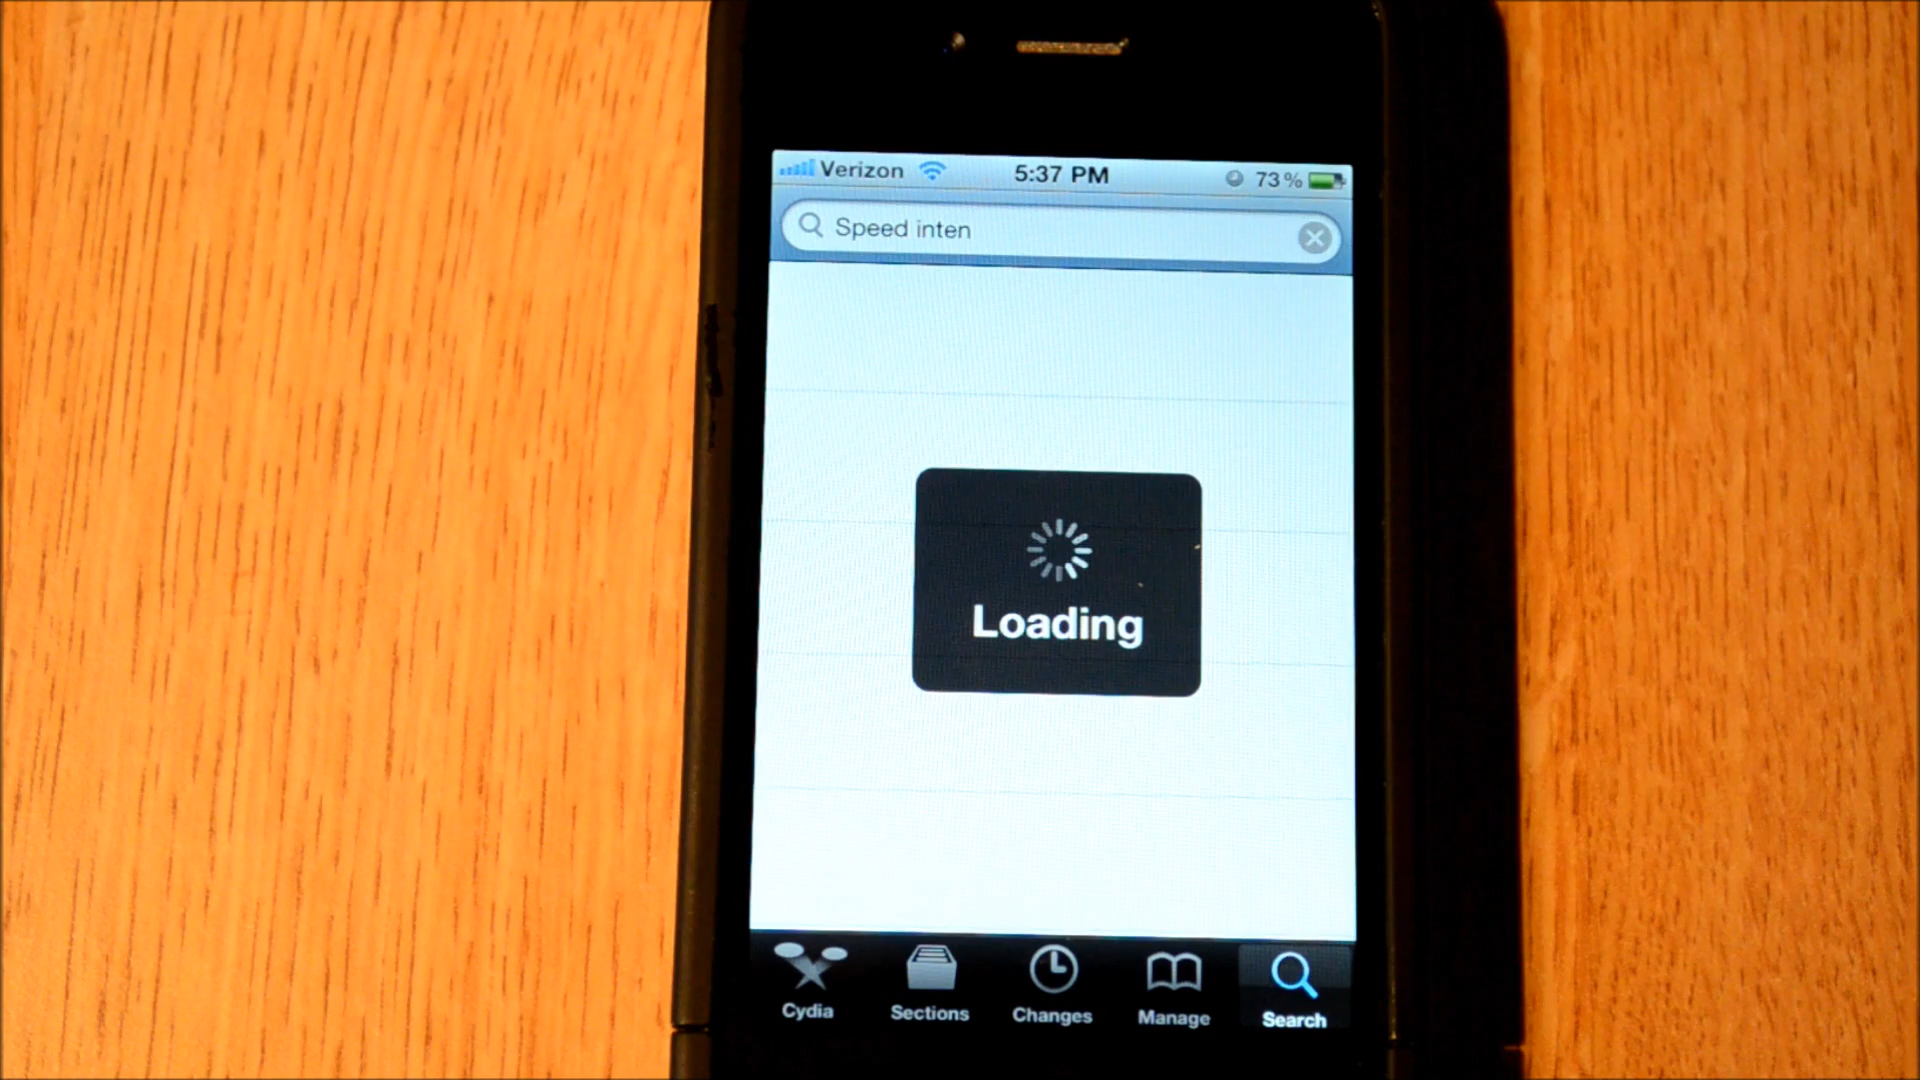 Verizon 5:37 PM 73%
Speed inten
Loading
Cydia Sections Changes Manage Search